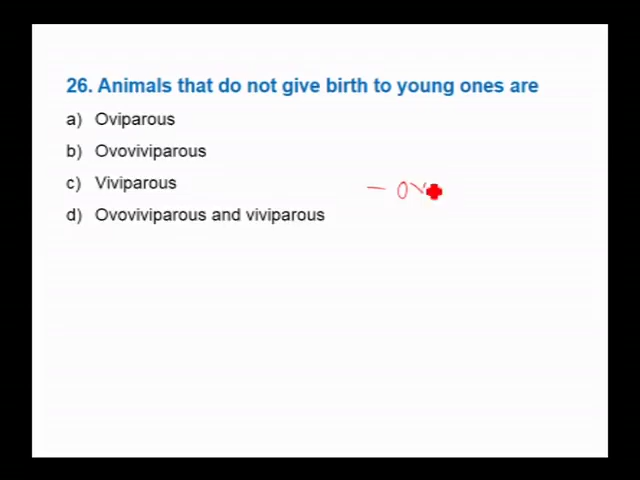 26. Animals that do not give birth to young ones are
a) Oviparous
b) Ovoviviparous
c) Viviparous
d) Ovoviviparous and viviparous